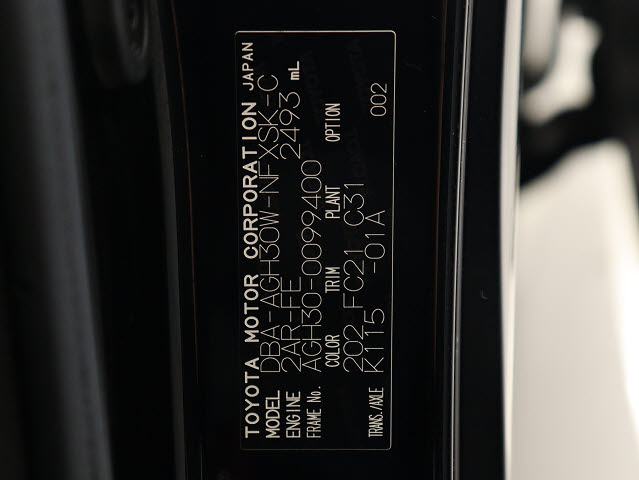 TOYOTA MOTOR CORPORATION JAPAN
MODEL DBA-AGH30W-NFXSK-C
ENGINE 2AR-FE 2493 mL
FRAME No. AGH30-0099400
COLOR TRIM PLANT OPTION
202 FC21 C31
TRANS./AXLE K115 -01A 002